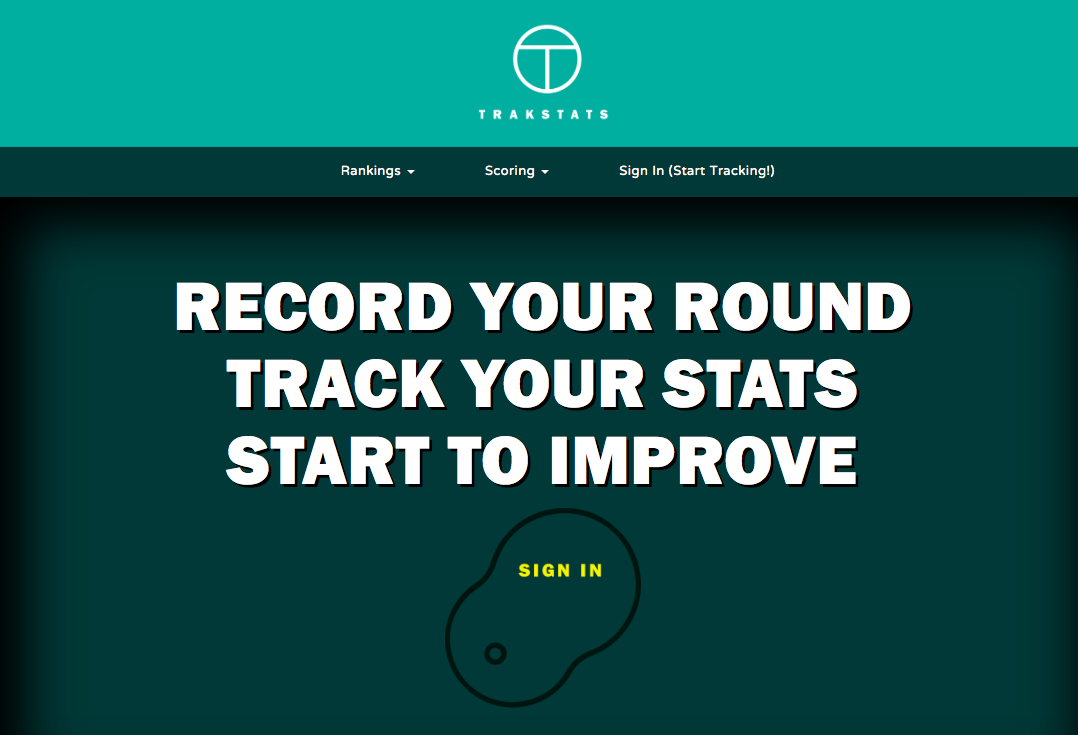 TRAKSTATS
Rankings
Scoring
Sign In (Start Tracking!)
RECORD YOUR ROUND
TRACK YOUR STATS
START TO IMPROVE
SIGN IN